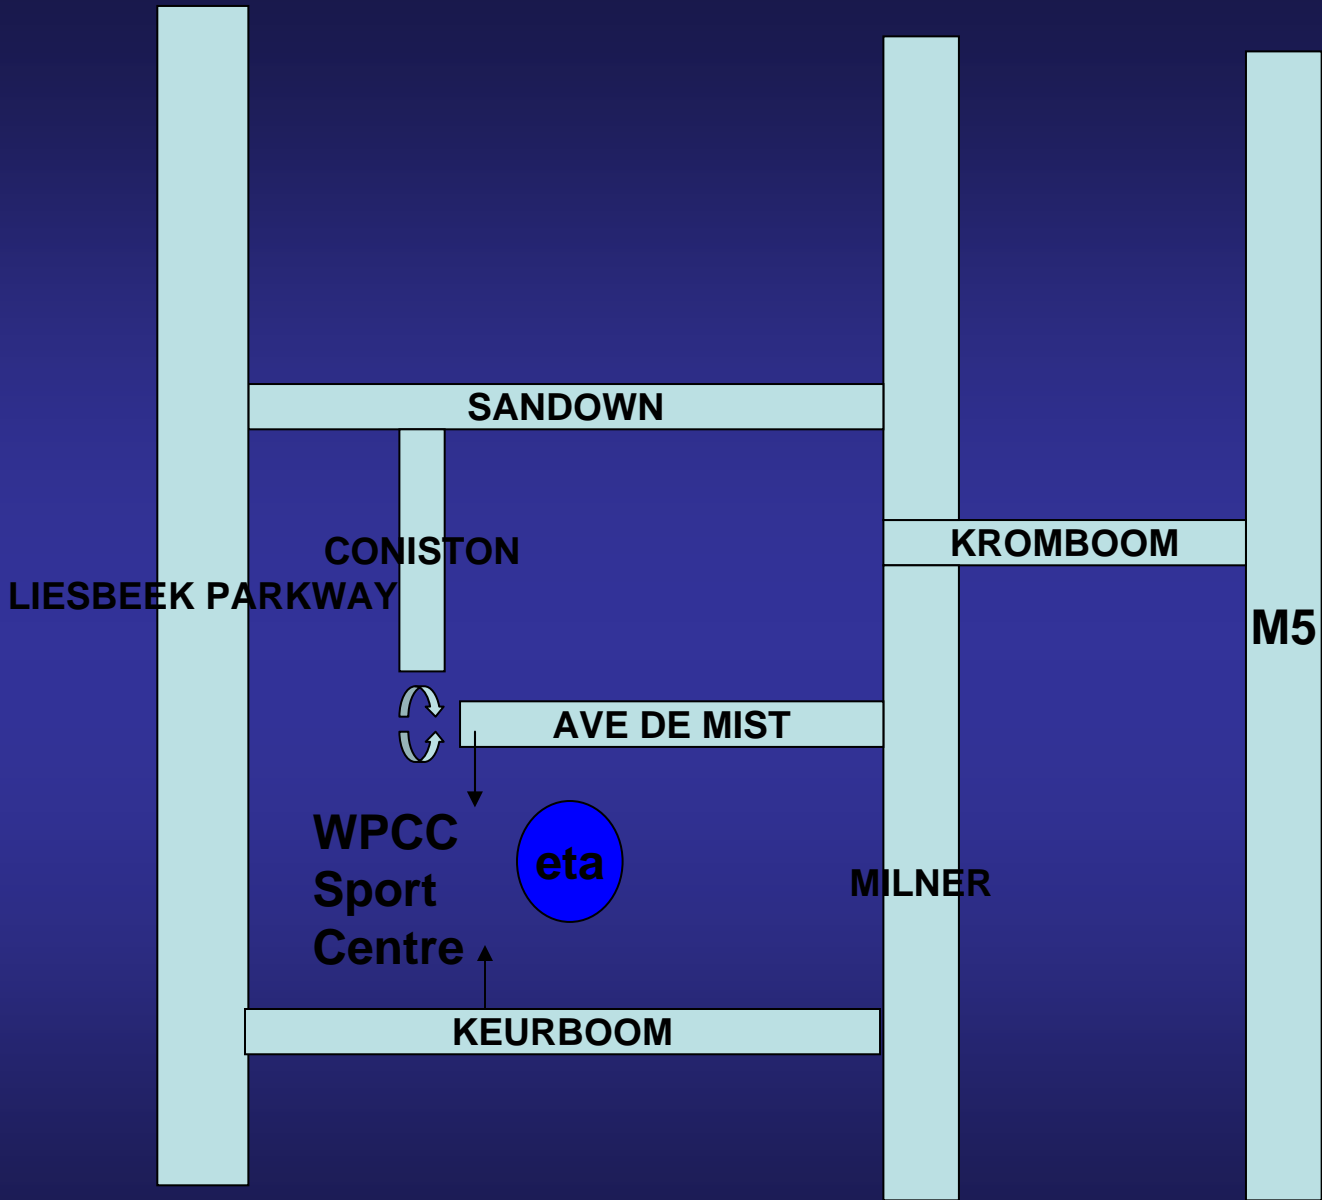 SANDOWN
CONISTON
KROMBOOM
LIESBEEK PARKWAY
M5
AVE DE MIST
WPCC
Sport
Centre
eta
MILNER
KEURBOOM